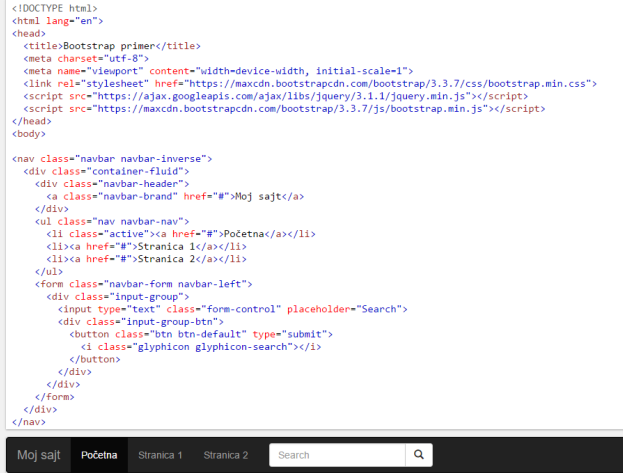 <!DOCTYPE html>
<html lang="en">
<head>
  <title>Bootstrap primer</title>
  <meta charset="utf-8">
  <meta name="viewport" content="width=device-width, initial-scale=1">
  <link rel="stylesheet" href="https://maxcdn.bootstrapcdn.com/bootstrap/3.3.7/css/bootstrap.min.css">
  <script src="https://ajax.googleapis.com/ajax/libs/jquery/3.1.1/jquery.min.js"></script>
  <script src="https://maxcdn.bootstrapcdn.com/bootstrap/3.3.7/js/bootstrap.min.js"></script>
</head>
<body>
<nav class="navbar navbar-inverse">
  <div class="container-fluid">
    <div class="navbar-header">
      <a class="navbar-brand" href="#">Moj sajt</a>
    </div>
    <ul class="nav navbar-nav">
      <li class="active"><a href="#">Početna</a></li>
      <li><a href="#">Stranica 1</a></li>
      <li><a href="#">Stranica 2</a></li>
    </ul>
    <form class="navbar-form navbar-left">
      <div class="input-group">
        <input type="text" class="form-control" placeholder="Search">
        <div class="input-group-btn">
          <button class="btn btn-default" type="submit">
            <i class="glyphicon glyphicon-search"></i>
          </button>
        </div>
      </div>
    </form>
  </div>
</nav>
Moj sajt Početna Stranica 1 Stranica 2 Search